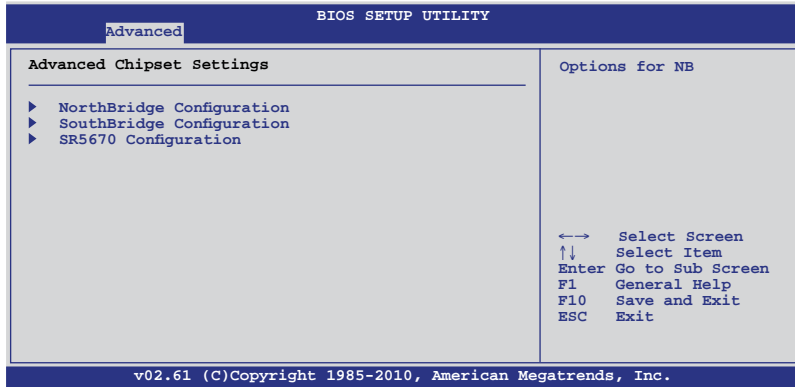 BIOS SETUP UTILITY
Advanced
Advanced Chipset Settings
NorthBridge Configuration
SouthBridge Configuration
SR5670 Configuration
Options for NB
←→ Select Screen
↑↓ Select Item
Enter Go to Sub Screen
F1 General Help
F10 Save and Exit
ESC Exit
v02.61 (C)Copyright 1985-2010, American Megatrends, Inc.